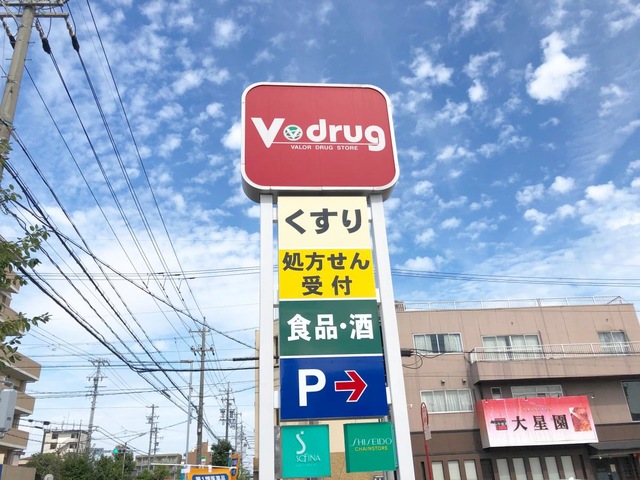 V drug
VALOR DRUG STORE
くすり
処方せん
受付
食品・酒
P
SOFINA
SHISEIDO
CHAINSTORE
大星園